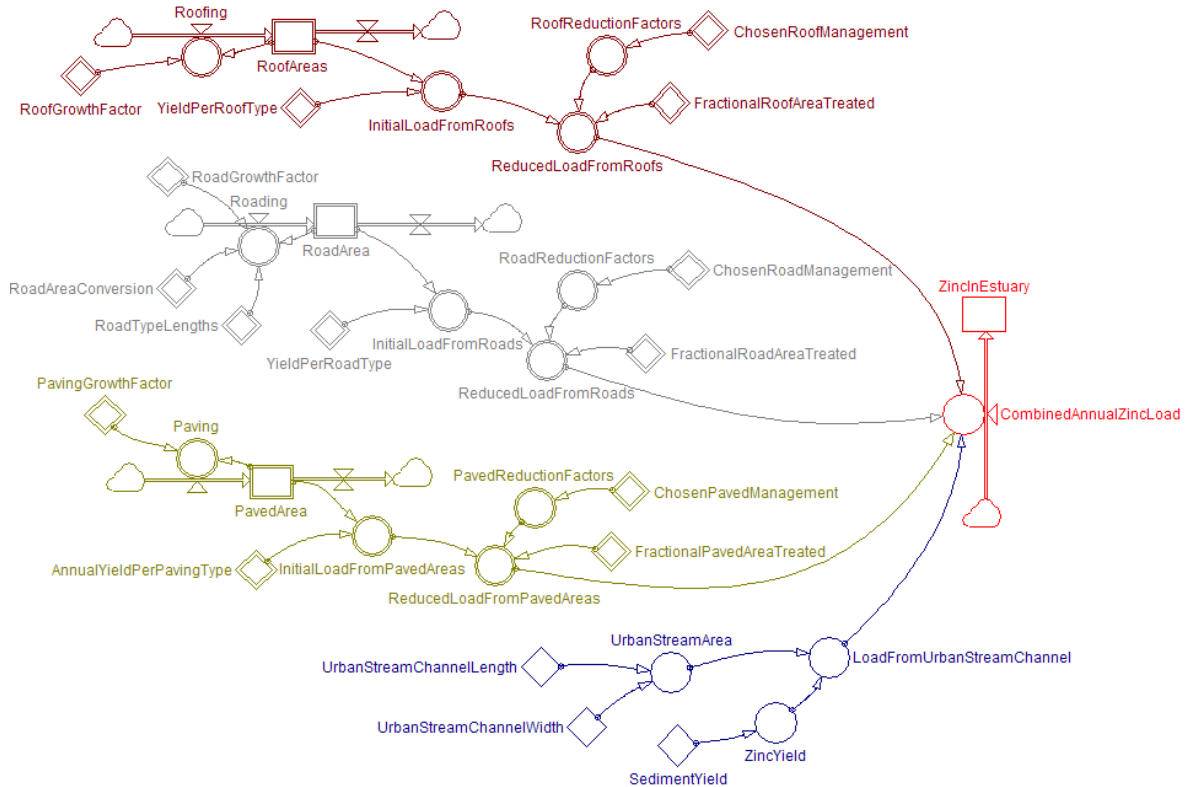 Roofing
RoofAreas
RoofReductionFactors
ChosenRoofManagement
RoofGrowthFactor
YieldPerRoofType
InitialLoadFromRoofs
FractionalRoofAreaTreated
ReducedLoadFromRoofs
RoadGrowthFactor
Roading
RoadArea
RoadReductionFactors
ChosenRoadManagement
RoadAreaConversion
RoadTypeLengths
YieldPerRoadType
InitialLoadFromRoads
FractionalRoadAreaTreated
ReducedLoadFromRoads
ZincInEstuary
CombinedAnnualZincLoad
PavingGrowthFactor
Paving
PavedArea
PavedReductionFactors
ChosenPavedManagement
AnnualYieldPerPavingType
InitialLoadFromPavedAreas
FractionalPavedAreaTreated
ReducedLoadFromPavedAreas
UrbanStreamArea
UrbanStreamChannelLength
LoadFromUrbanStreamChannel
UrbanStreamChannelWidth
ZincYield
SedimentYield